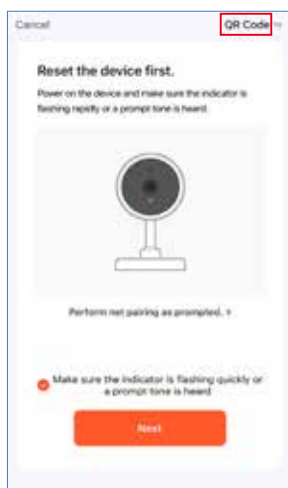 Cancel
QR Code
Reset the device first.
Power on the device and make sure the indicator is
flashing rapidly or a prompt tone is heard.
Perform net pairing as prompted. >
Make sure the indicator is flashing quickly or
a prompt tone is heard
Next